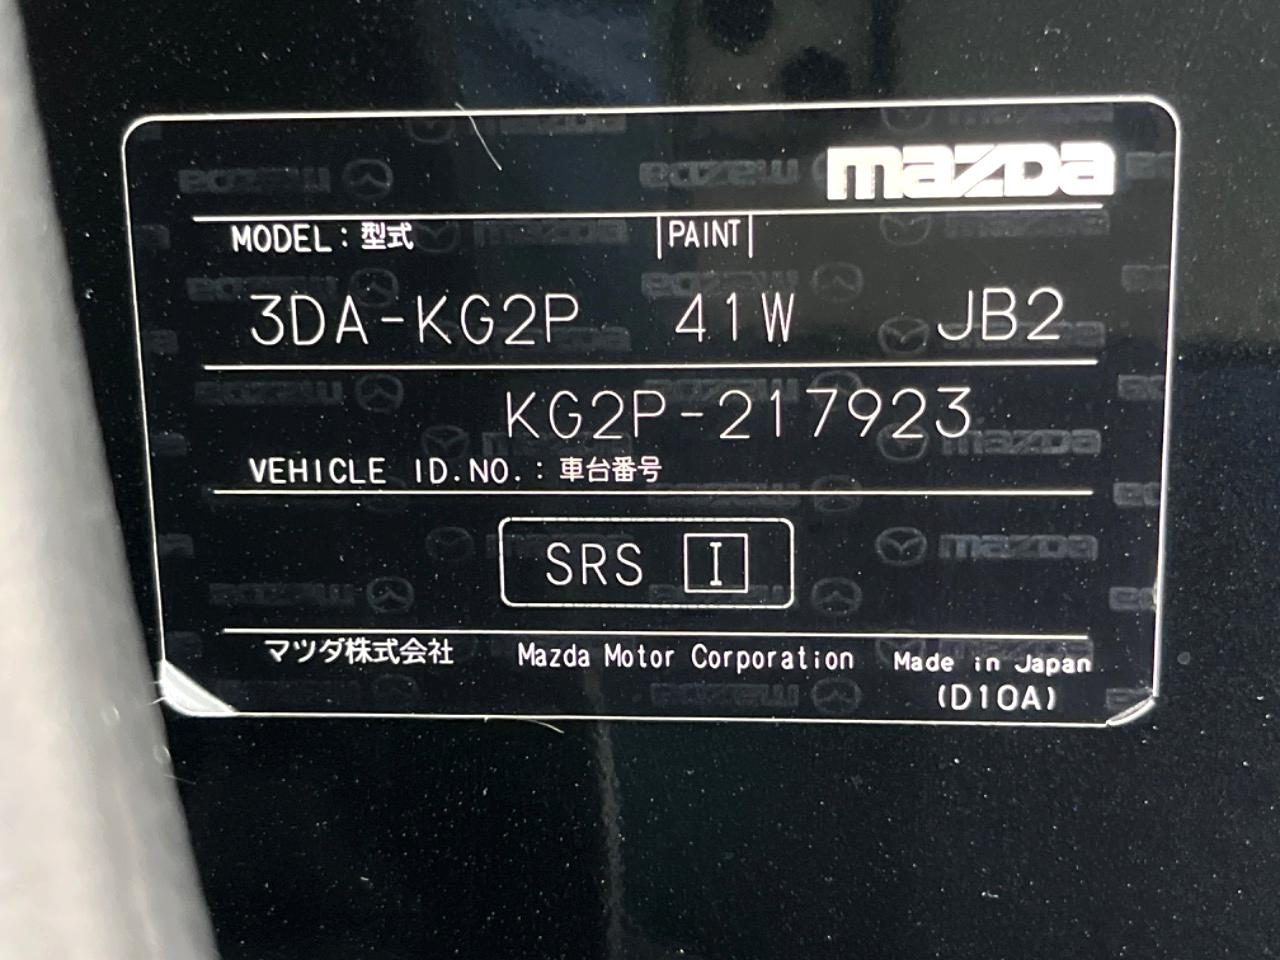 mazda
MODEL : 型式 PAINT
3DA-KG2P 41W JB2
KG2P-217923
VEHICLE ID.NO. : 車台番号
SRS I
マツダ株式会社 Mazda Motor Corporation Made in Japan
(D10A)